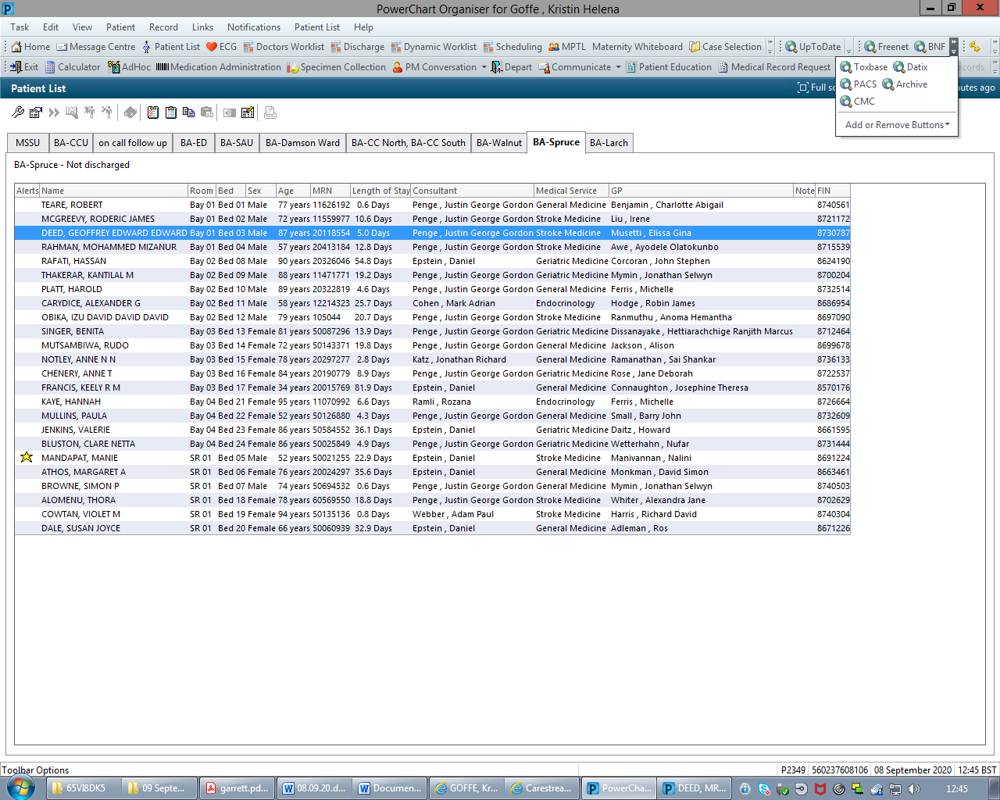 PowerChart Organiser for Goffe , Kristin Helena
Task Edit View Patient Record Links Notifications Patient List Help
Home Message Centre Patient List ECG Doctors Worklist Discharge Dynamic Worklist Scheduling MPTL Maternity Whiteboard Case Selection UpToDate Freenet BNF
Exit Calculator AdHoc Medication Administration Specimen Collection PM Conversation Depart Communicate Patient Education Medical Record Request
Toxbase Datix
PACS Archive
CMC
Add or Remove Buttons
Patient List Full
MSSU BA-CCU on call follow up BA-ED BA-SAU BA-Damson Ward BA-CC North, BA-CC South BA-Walnut BA-Spruce BA-Larch
BA-Spruce - Not discharged
Alerts Name Room Bed Sex Age MRN Length of Stay Consultant Medical Service GP Note FIN
TEARE, ROBERT Bay 01 Bed 01 Male 77 years 11626192 0.6 Days Penge , Justin George Gordon General Medicine Benjamin , Charlotte Abigail 8740561
MCGREEVY, RODERIC JAMES Bay 01 Bed 02 Male 72 years 11559977 10.6 Days Penge , Justin George Gordon Stroke Medicine Liu , Irene 8721172
DEED, GEOFFREY EDWARD EDWARD Bay 01 Bed 03 Male 87 years 20118554 5.0 Days Penge , Justin George Gordon Stroke Medicine Musetti , Elissa Gina 8730787
RAHMAN, MOHAMMED MIZANUR Bay 01 Bed 04 Male 57 years 20413184 12.8 Days Penge , Justin George Gordon Stroke Medicine Awe , Ayodele Olatokunbo 8715539
RAFATI, HASSAN Bay 02 Bed 08 Male 90 years 20326046 54.8 Days Epstein , Daniel Geriatric Medicine Corcoran , John Stephen 8624190
THAKERAR, KANTILAL M Bay 02 Bed 09 Male 88 years 11471771 19.2 Days Penge , Justin George Gordon Geriatric Medicine Mymin , Jonathan Selwyn 8700204
PLATT, HAROLD Bay 02 Bed 10 Male 89 years 20322819 4.6 Days Penge , Justin George Gordon General Medicine Ferris , Michelle 8732514
CARYDICE, ALEXANDER G Bay 02 Bed 11 Male 58 years 12214323 25.7 Days Cohen , Mark Adrian Endocrinology Hodge , Robin James 8686954
OBIKA, IZU DAVID DAVID DAVID Bay 02 Bed 12 Male 79 years 105044 20.7 Days Penge , Justin George Gordon Stroke Medicine Ranmuthu , Anoma Hemantha 8697090
SINGER, BENITA Bay 03 Bed 13 Female 81 years 50087296 13.9 Days Penge , Justin George Gordon Geriatric Medicine Dissanayake , Hettiarachchige Ranjith Marcus 8712464
MUTSAMBIWA, RUDO Bay 03 Bed 14 Female 72 years 50143371 19.8 Days Penge , Justin George Gordon General Medicine Jackson , Alison 8699678
NOTLEY, ANNE N N Bay 03 Bed 15 Female 78 years 20297277 2.8 Days Katz , Jonathan Richard General Medicine Ramanathan , Sai Shankar 8736133
CHENERY, ANNE T Bay 03 Bed 16 Female 84 years 20190779 8.9 Days Penge , Justin George Gordon Geriatric Medicine Rose , Jane Deborah 8722537
FRANCIS, KEELY R M Bay 03 Bed 17 Female 34 years 20015769 81.9 Days Epstein , Daniel General Medicine Connaughton , Josephine Theresa 8570176
KAYE, HANNAH Bay 04 Bed 21 Female 95 years 11070992 6.6 Days Ramli , Rozana Endocrinology Ferris , Michelle 8726664
MULLINS, PAULA Bay 04 Bed 22 Female 52 years 50126880 4.3 Days Penge , Justin George Gordon General Medicine Small , Barry John 8732609
JENKINS, VALERIE Bay 04 Bed 23 Female 86 years 50584552 36.1 Days Epstein , Daniel Geriatric Medicine Daitz , Howard 8661595
BLUSTON, CLARE NETTA Bay 04 Bed 24 Female 86 years 50025849 4.9 Days Penge , Justin George Gordon Geriatric Medicine Wetterhahn , Nufar 8731444
MANDAPAT, MANIE SR 01 Bed 05 Male 52 years 50021255 22.9 Days Epstein , Daniel Stroke Medicine Manivannan , Nalini 8691224
ATHOS, MARGARET A SR 01 Bed 06 Female 76 years 20024297 35.6 Days Epstein , Daniel General Medicine Monkman , David Simon 8663461
BROWNE, SIMON P SR 01 Bed 07 Male 74 years 50694532 0.6 Days Penge , Justin George Gordon General Medicine Mymin , Jonathan Selwyn 8740503
ALOMENU, THORA SR 01 Bed 18 Female 78 years 60569550 18.8 Days Penge , Justin George Gordon Stroke Medicine Whiter , Alexandra Jane 8702629
COWTAN, VIOLET M SR 01 Bed 19 Female 94 years 50135136 0.8 Days Webber , Adam Paul Stroke Medicine Harris , Richard David 8740304
DALE, SUSAN JOYCE SR 01 Bed 20 Female 66 years 50060939 32.9 Days Epstein , Daniel General Medicine Adleman , Ros 8671226
Toolbar Options P2349 560237608106 08 September 2020 12:45 BST
65VI8DK5 09 Septe... garrett.pd... 08.09.20.d... Documen... GOFFE, Kr... Carestrea... PowerCha... DEED, MR... 12:45